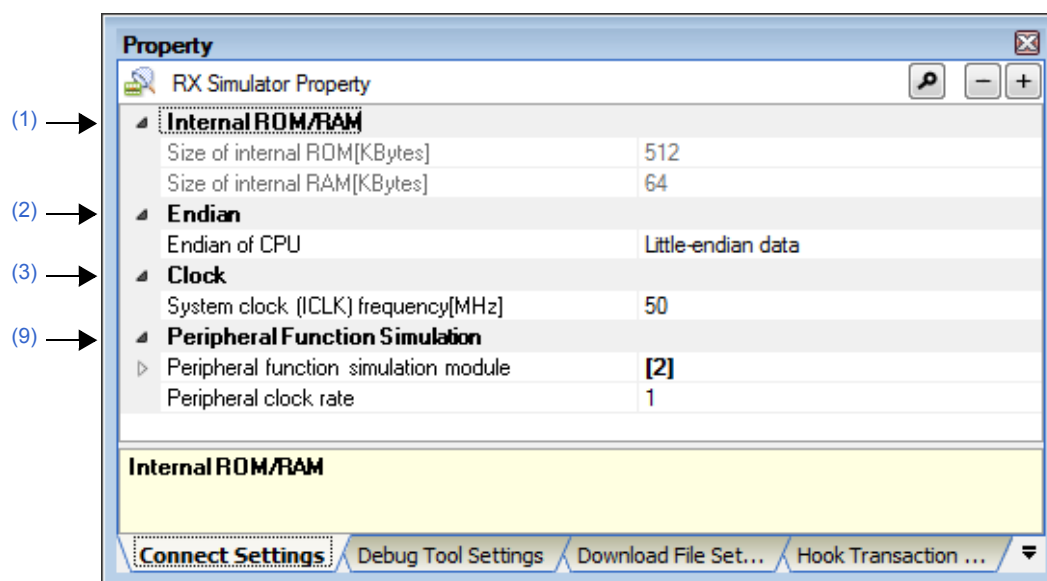 Property
RX Simulator Property
(1) Internal ROM/RAM
Size of internal ROM[KBytes] 512
Size of internal RAM[KBytes] 64
(2) Endian
Endian of CPU Little-endian data
(3) Clock
System clock (ICLK) frequency[MHz] 50
(9) Peripheral Function Simulation
Peripheral function simulation module [2]
Peripheral clock rate 1
Internal ROM/RAM
Connect Settings Debug Tool Settings Download File Set... Hook Transaction ...